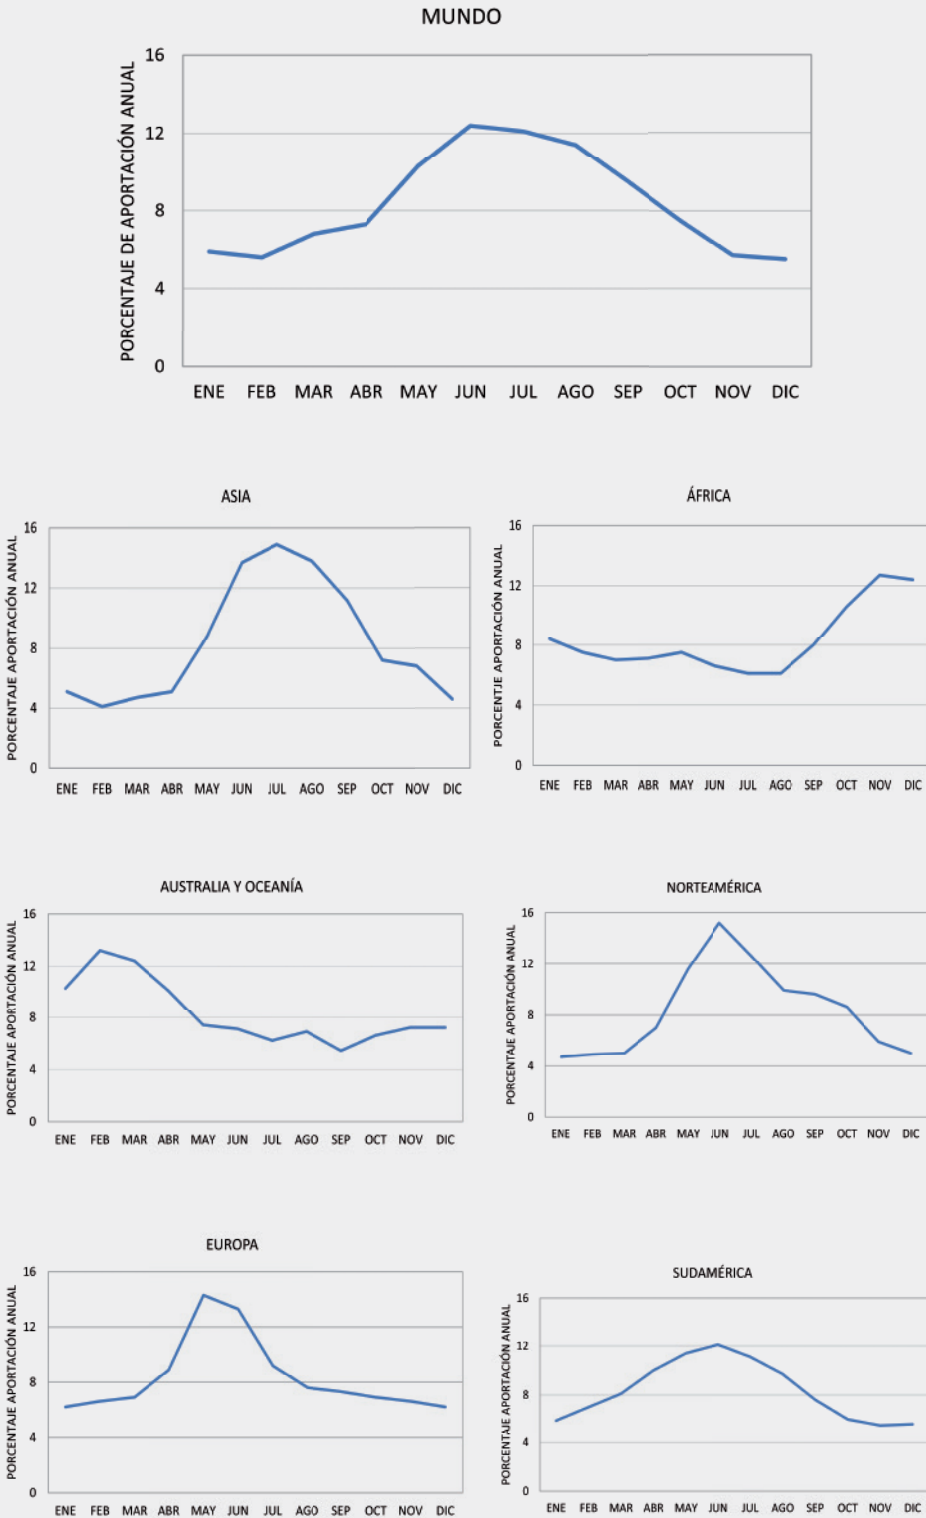 MUNDO
PORCENTAJE DE APORTACIÓN ANUAL
16
12
8
4
0
ENE FEB MAR ABR MAY JUN JUL AGO SEP OCT NOV DIC
ASIA
PORCENTAJE APORTACIÓN ANUAL
16
12
8
4
0
ENE FEB MAR ABR MAY JUN JUL AGO SEP OCT NOV DIC
ÁFRICA
PORCENTJE APORTACIÓN ANUAL
16
12
8
4
0
ENE FEB MAR ABR MAY JUN JUL AGO SEP OCT NOV DIC
AUSTRALIA Y OCEANÍA
PORCENTAJE APORTACIÓN ANUAL
16
12
8
4
0
ENE FEB MAR ABR MAY JUN JUL AGO SEP OCT NOV DIC
NORTEAMÉRICA
PORCENTAJE APORTACIÓN ANUAL
16
12
8
4
0
ENE FEB MAR ABR MAY JUN JUL AGO SEP OCT NOV DIC
EUROPA
PORCENTAJE APORTACIÓN ANUAL
16
12
8
4
0
ENE FEB MAR ABR MAY JUN JUL AGO SEP OCT NOV DIC
SUDAMÉRICA
PORCENTAJE APORTACIÓN ANUAL
16
12
8
4
0
ENE FEB MAR ABR MAY JUN JUL AGO SEP OCT NOV DIC